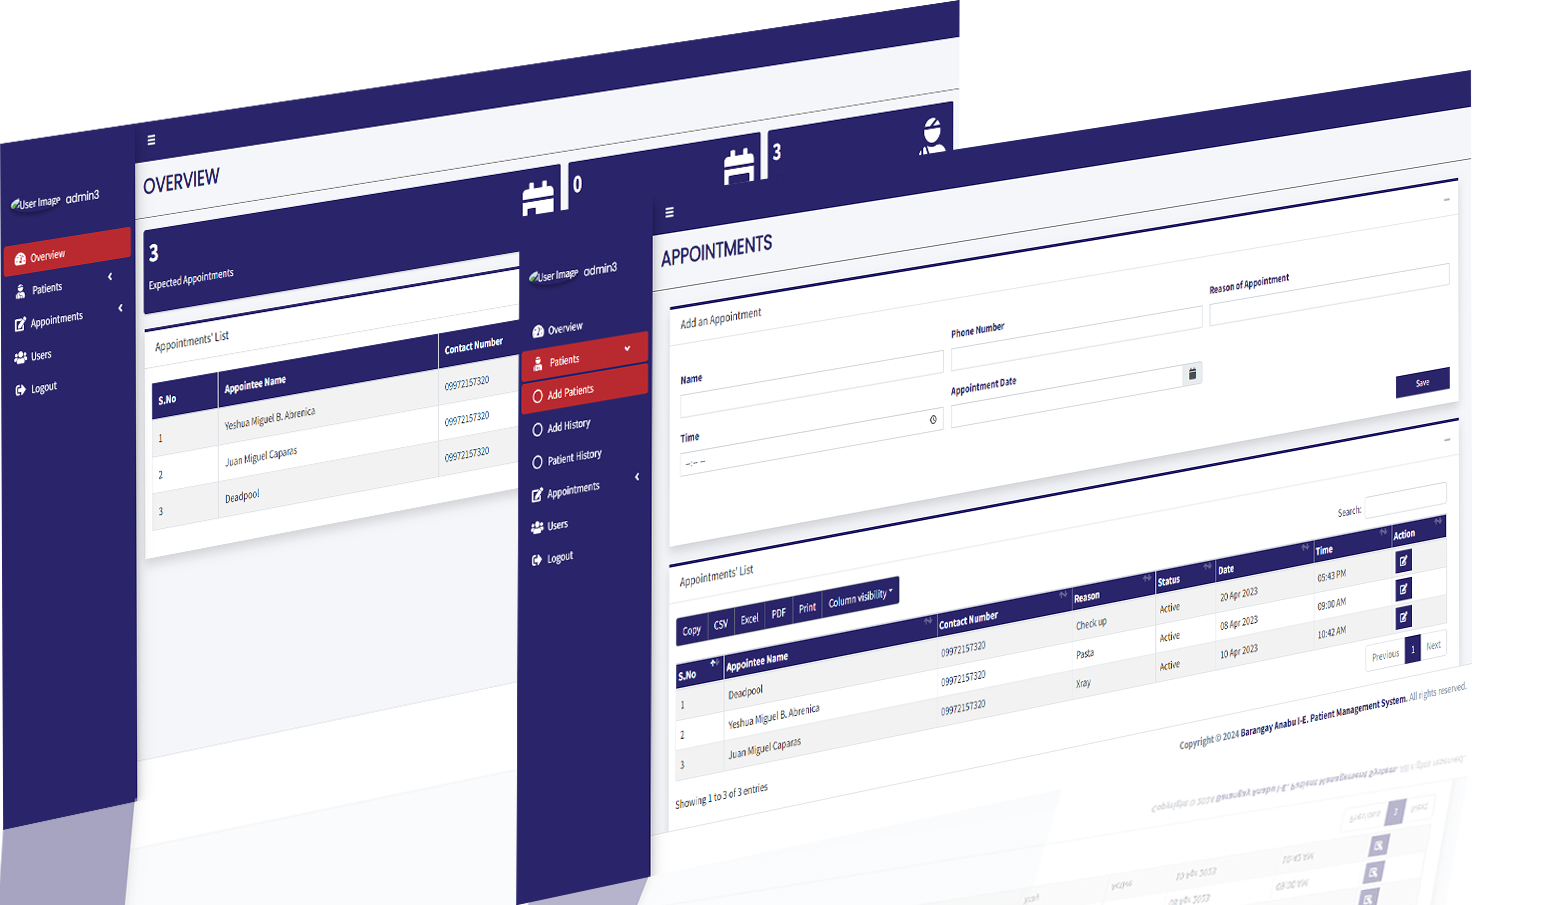 User Image admin3
Overview
Patients
Appointments
Users
Logout
OVERVIEW
3
Expected Appointments
0
3
Appointments' List
S.No Appointee Name Contact Number
1 Yeshua Miguel B. Abrenica 09972157320
2 Juan Miguel Caparas 09972157320
3 Deadpool 09972157320
User Image admin3
Overview
Patients
Add Patients
Add History
Patient History
Appointments
Users
Logout
APPOINTMENTS
Add an Appointment
Name
Phone Number
Reason of Appointment
Time
--:-- --
Appointment Date
Save
Appointments' List
Copy CSV Excel PDF Print Column visibility
Search:
S.No Appointee Name Contact Number Reason Status Date Time Action
1 Deadpool 09972157320 Check up Active 20 Apr 2023 05:43 PM
2 Yeshua Miguel B. Abrenica 09972157320 Pasta Active 08 Apr 2023 09:00 AM
3 Juan Miguel Caparas 09972157320 Xray Active 10 Apr 2023 10:42 AM
Showing 1 to 3 of 3 entries
Previous 1 Next
Copyright © 2024 Barangay Anabu I-E. Patient Management System. All rights reserved.